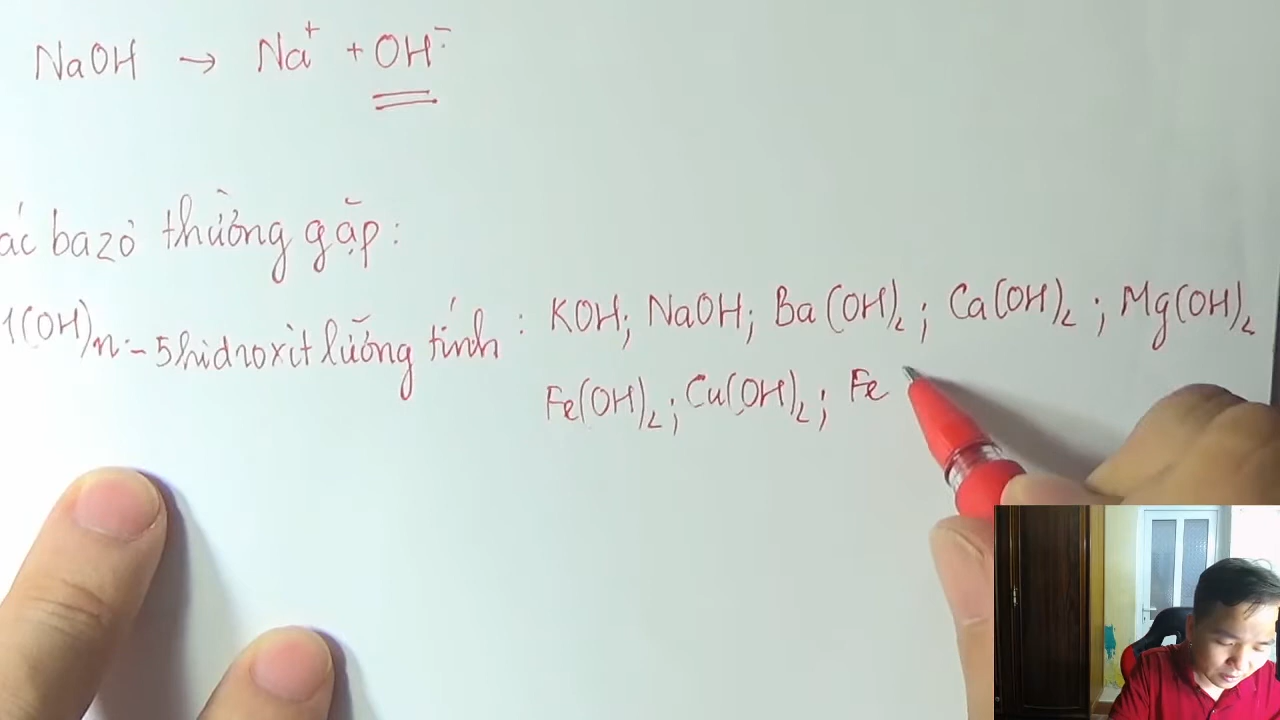 NaOH → Na⁺ + OH⁻
ác bazơ thường gặp:
(OH)n - 5 hidroxit lưỡng tính : KOH; NaOH; Ba(OH)₂; Ca(OH)₂; Mg(OH)₂
Fe(OH)₂; Cu(OH)₂; Fe